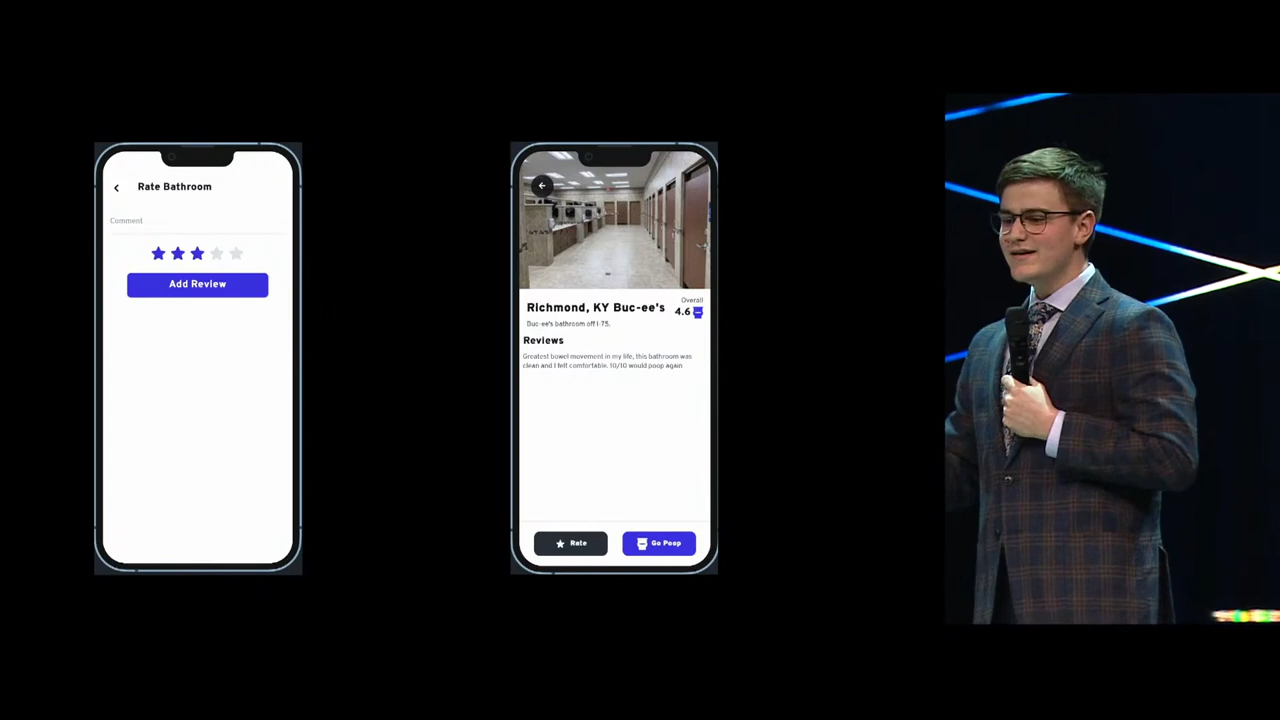 Rate Bathroom
Comment
Add Review
Overall
Richmond, KY Buc-ee's
4.6
Buc-ee's bathroom off I-75.
Reviews
Greatest bowel movement in my life, this bathroom was
clean and I felt comfortable. 10/10 would poop again
Rate
Go Poop